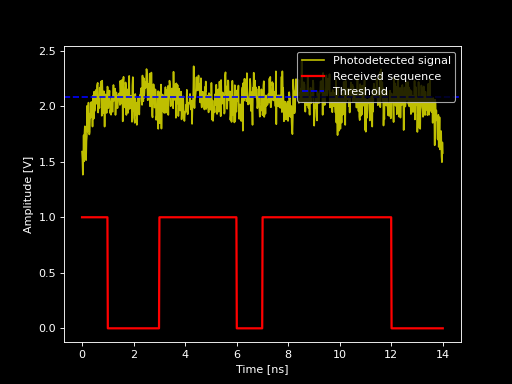 Photodetected signal
Received sequence
Threshold
2.5
2.0
1.5
1.0
0.5
0.0
Amplitude [V]
0 2 4 6 8 10 12 14
Time [ns]